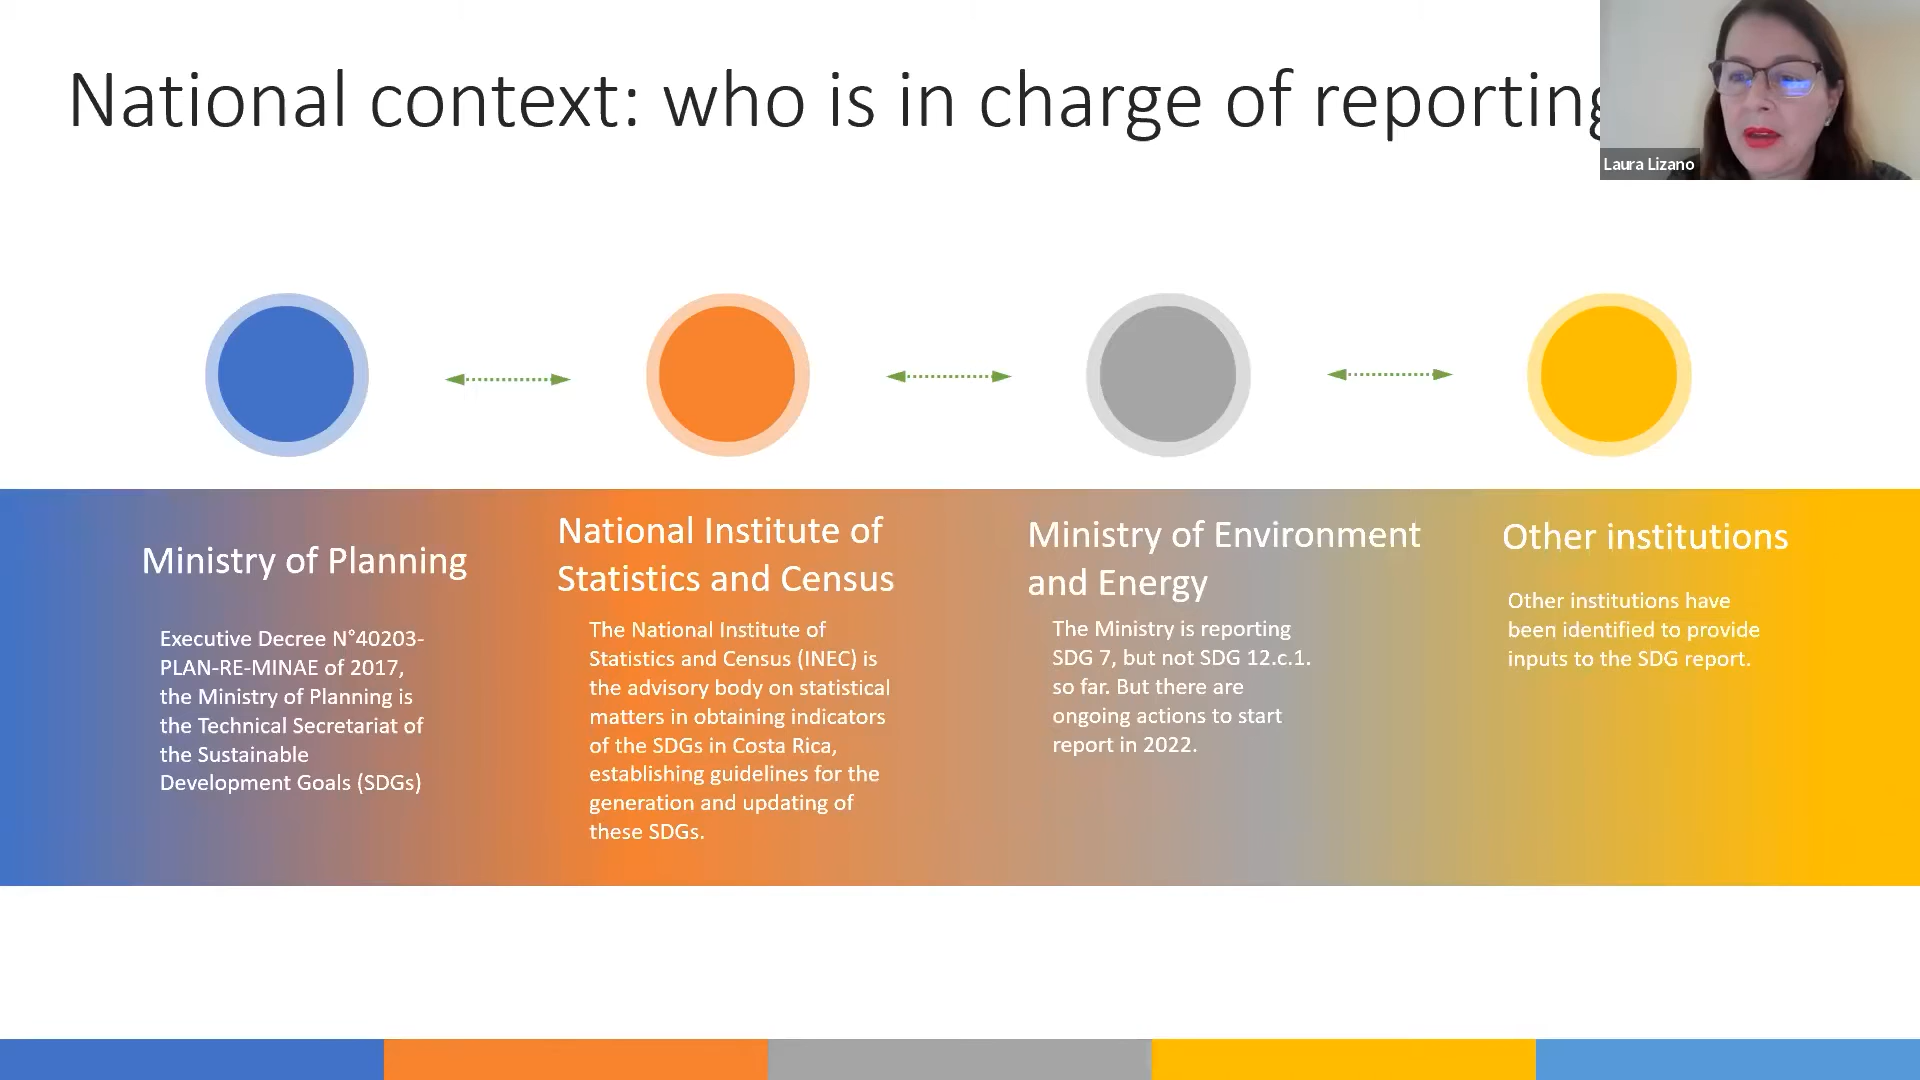 National context: who is in charge of reporting
Laura Lizano
Ministry of Planning
Executive Decree N°40203-
PLAN-RE-MINAE of 2017,
the Ministry of Planning is
the Technical Secretariat of
the Sustainable
Development Goals (SDGs)
National Institute of
Statistics and Census
The National Institute of
Statistics and Census (INEC) is
the advisory body on statistical
matters in obtaining indicators
of the SDGs in Costa Rica,
establishing guidelines for the
generation and updating of
these SDGs.
Ministry of Environment
and Energy
The Ministry is reporting
SDG 7, but not SDG 12.c.1.
so far. But there are
ongoing actions to start
report in 2022.
Other institutions
Other institutions have
been identified to provide
inputs to the SDG report.